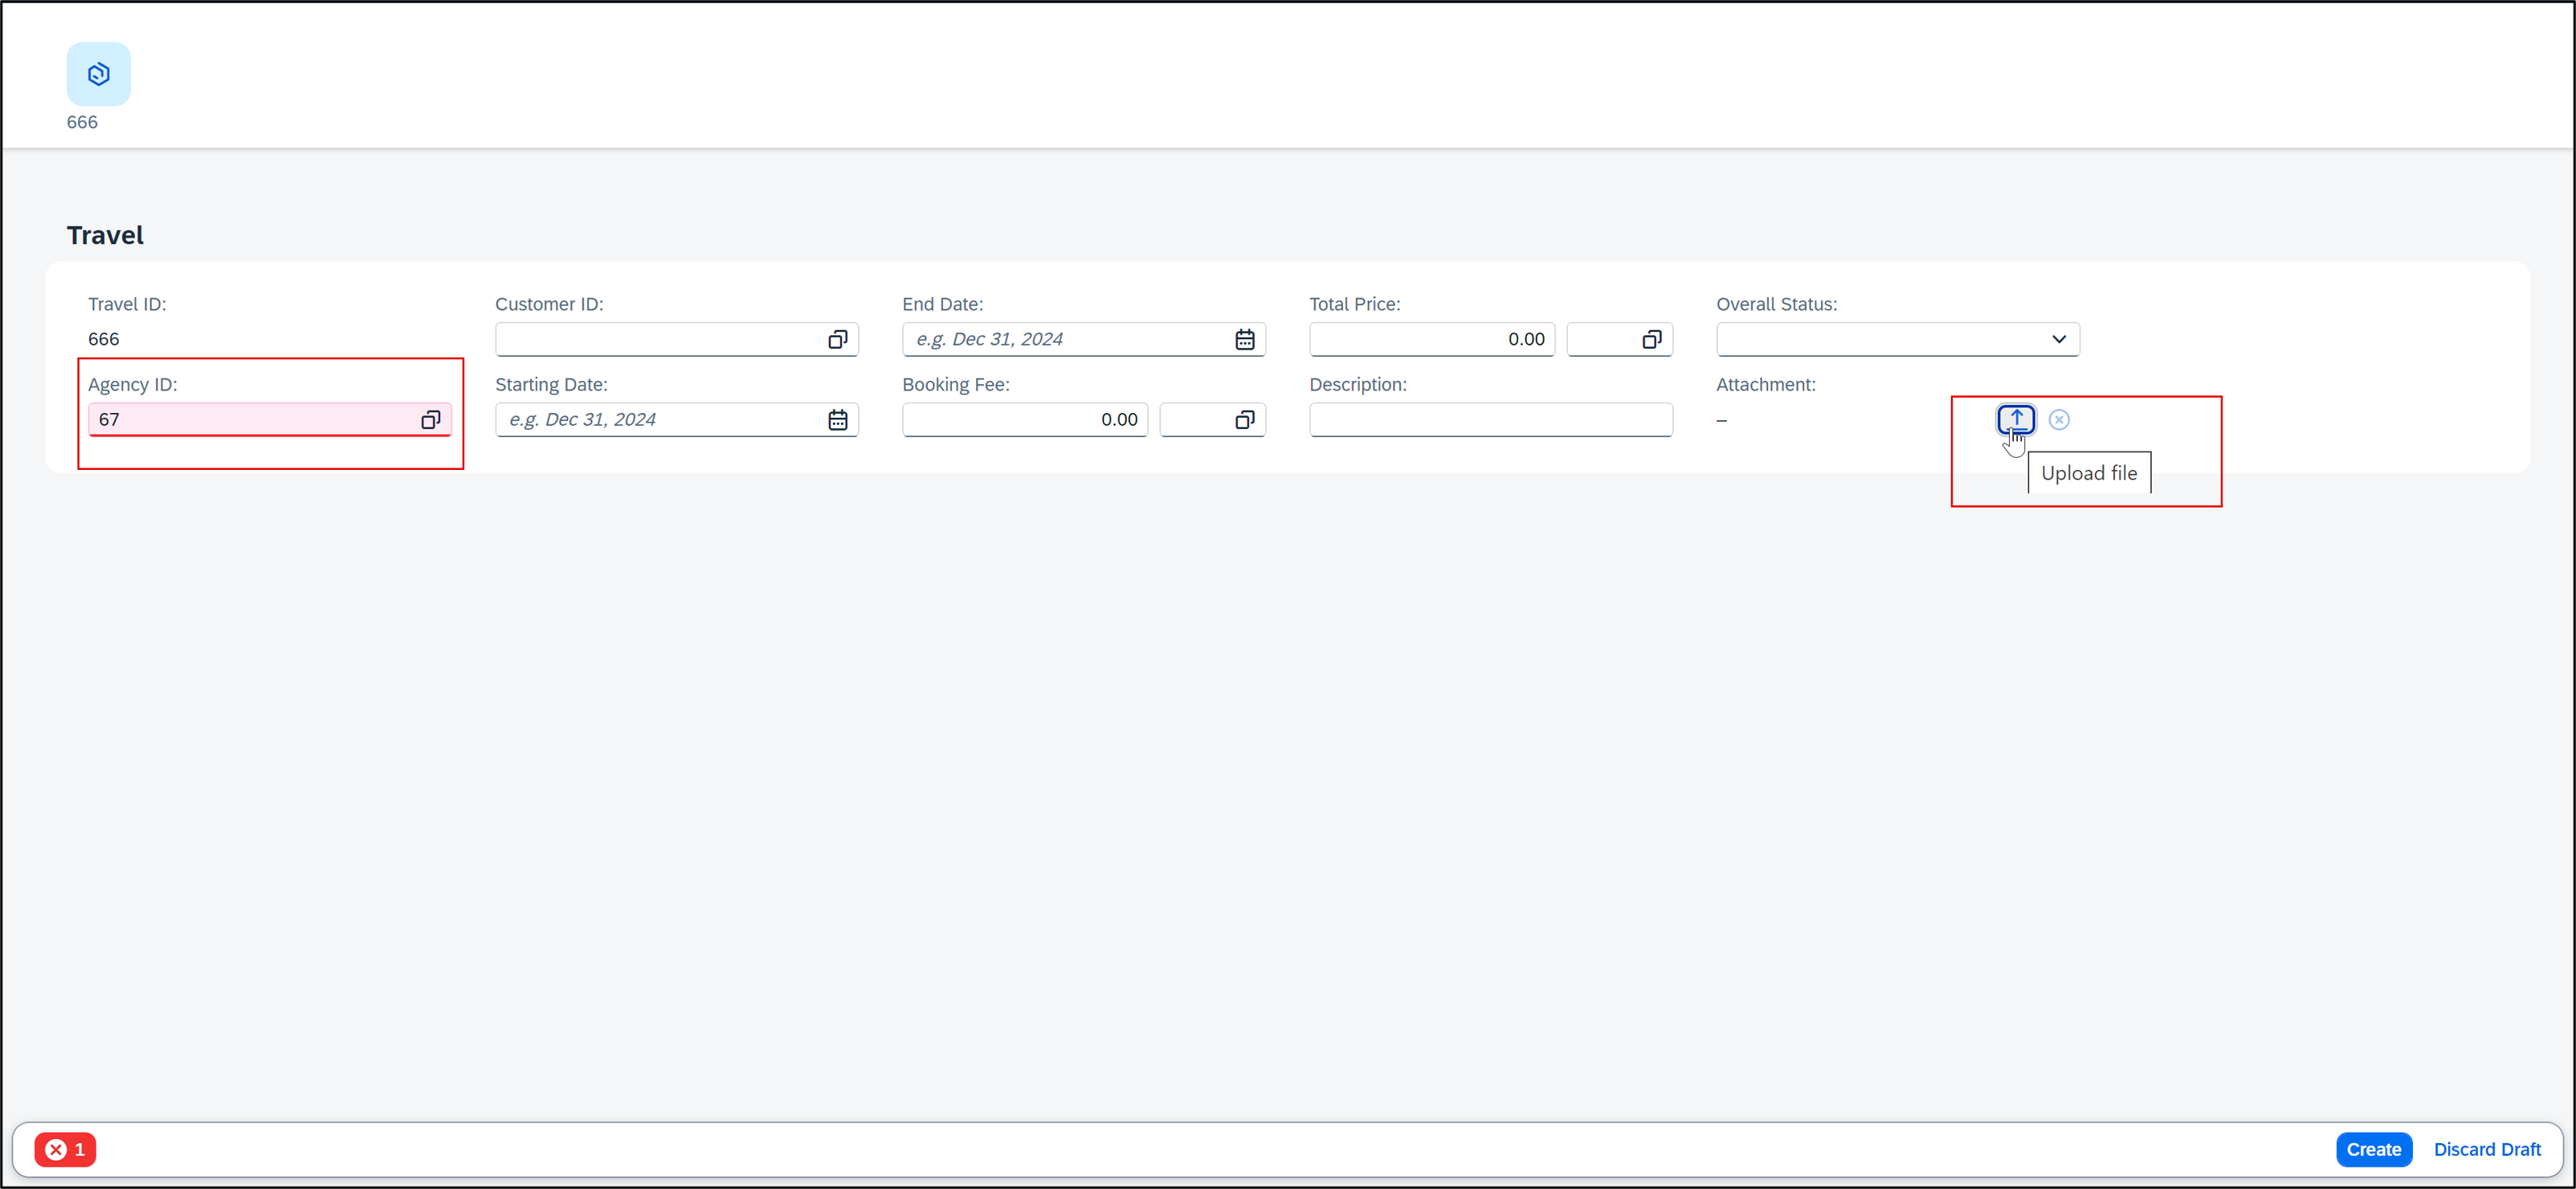 666
Travel
Travel ID:
666
Agency ID:
67
Customer ID:
Starting Date:
e.g. Dec 31, 2024
End Date:
e.g. Dec 31, 2024
Booking Fee:
0.00
Total Price:
0.00
Description:
Overall Status:
Attachment:
–
Upload file
1
Create
Discard Draft